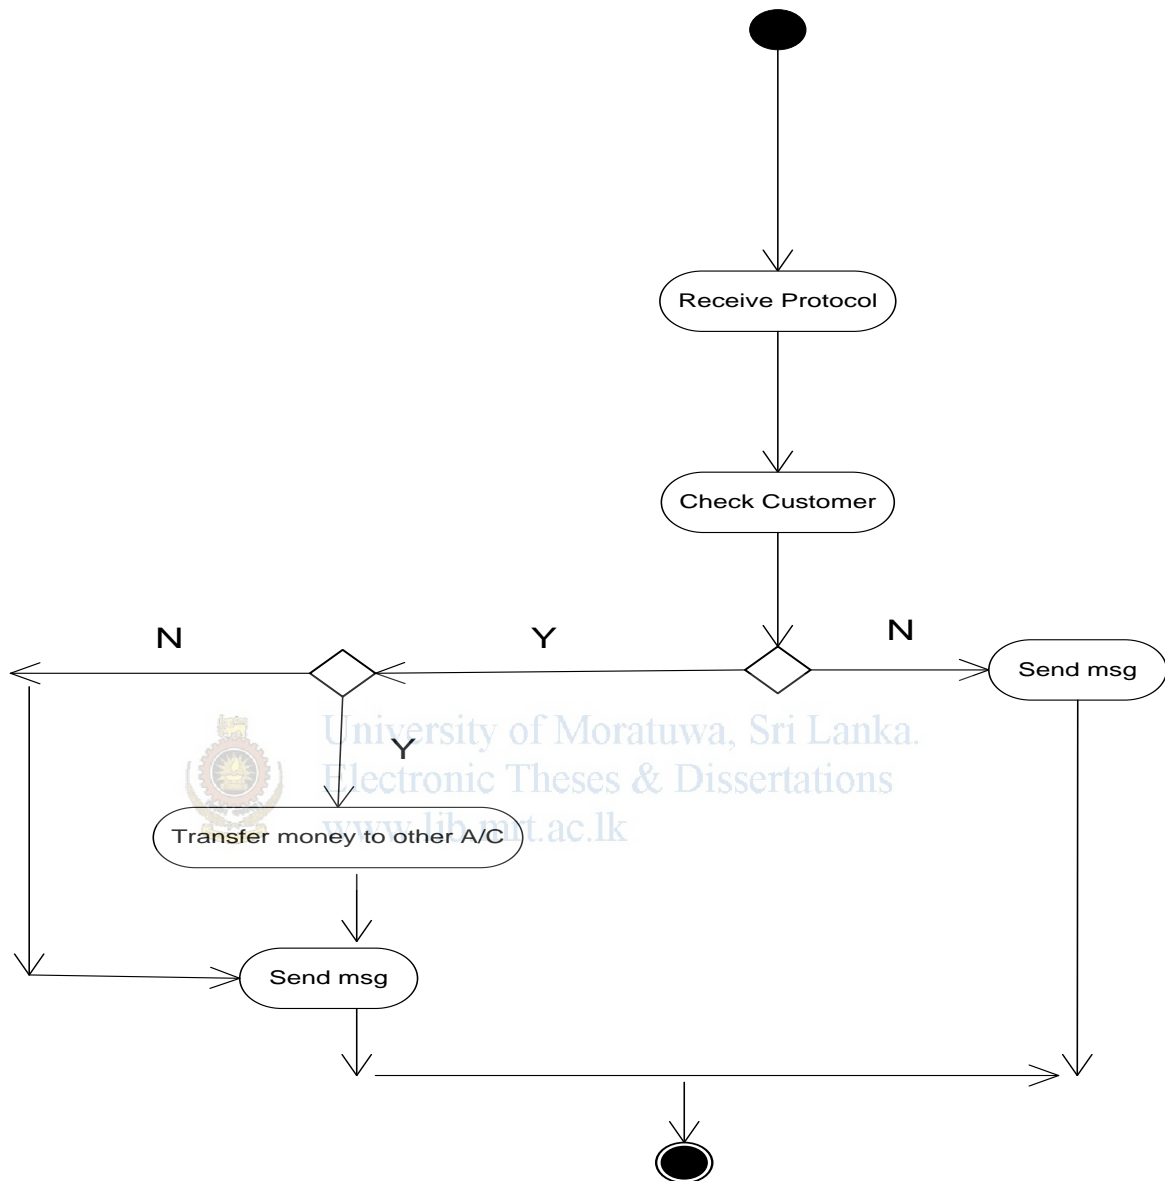 Receive Protocol
Check Customer
N
Y
N
Send msg
University of Moratuwa, Sri Lanka.
Y
Electronic Theses & Dissertations
www.lib.mrt.ac.lk
Transfer money to other A/C
Send msg